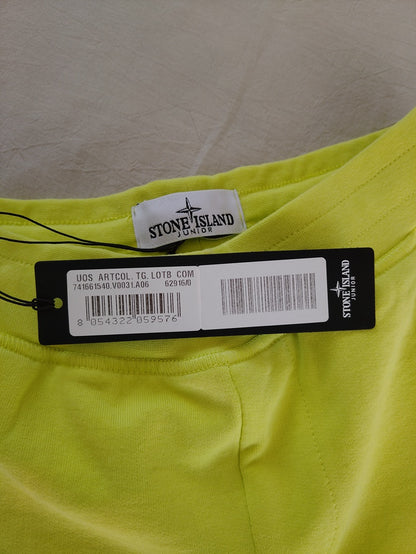 STONE ISLAND
JUNIOR
UOS ARTCOL.TG.LOTB COM
741661540.V0031.A06 62916/0
8 054322 059576
STONE ISLAND
JUNIOR